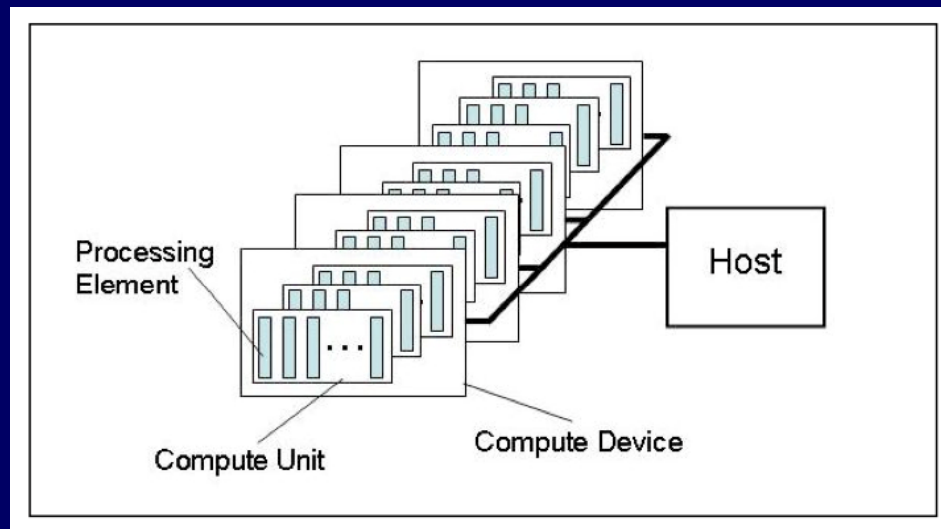 Processing
Element
Host
Compute Unit
Compute Device